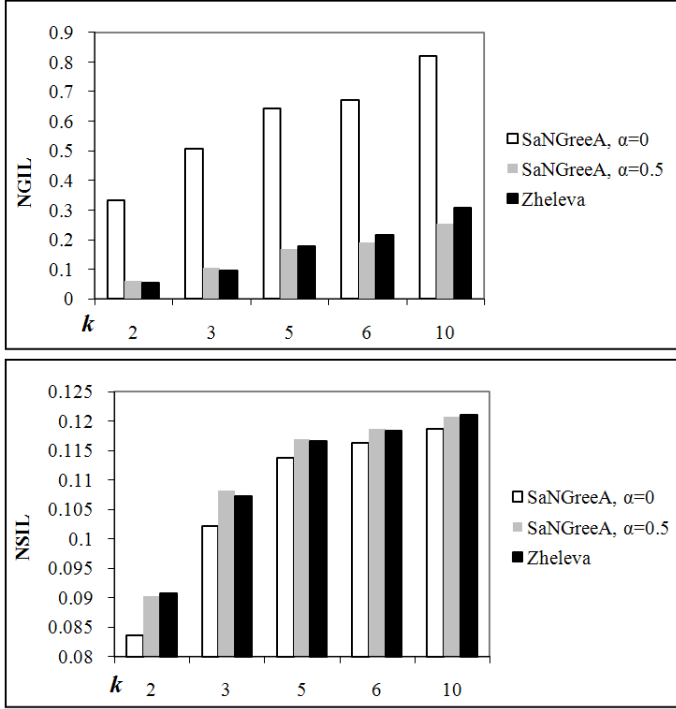 0.9
0.8
0.7
0.6
0.5
0.4
0.3
0.2
0.1
0
NGIL
k 2 3 5 6 10
SaNGreeA, α=0
SaNGreeA, α=0.5
Zheleva
0.125
0.12
0.115
0.11
0.105
0.1
0.095
0.09
0.085
0.08
NSIL
k 2 3 5 6 10
SaNGreeA, α=0
SaNGreeA, α=0.5
Zheleva